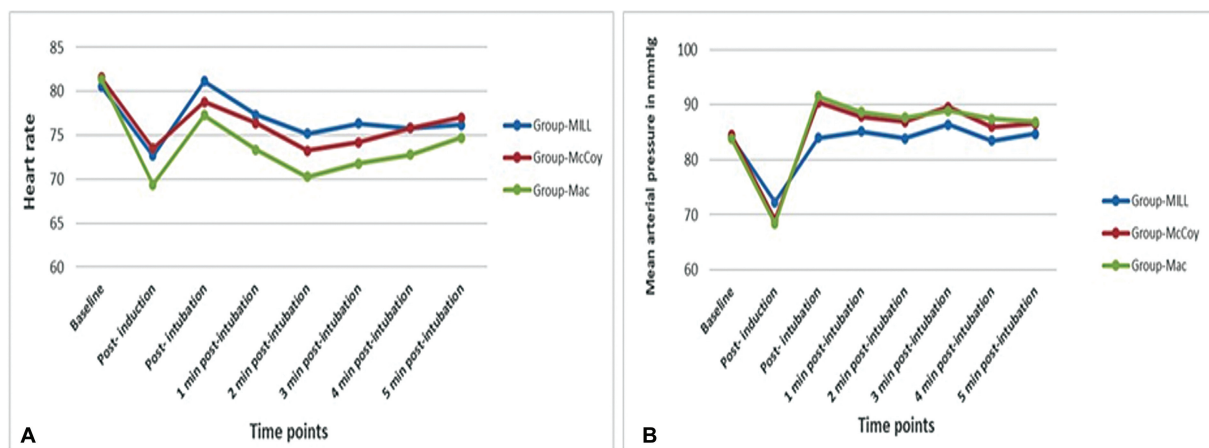 85
80
75
70
65
60
Heart rate
Group-MILL
Group-McCoy
Group-Mac
Baseline
Post- induction
Post- intubation
1 min post-intubation
2 min post-intubation
3 min post-intubation
4 min post-intubation
5 min post-intubation
Time points
A
100
90
80
70
60
Mean arterial pressure in mmHg
Group-MILL
Group-McCoy
Group-Mac
Baseline
Post- induction
Post- intubation
1 min post-intubation
2 min post-intubation
3 min post-intubation
4 min post-intubation
5 min post-intubation
Time points
B